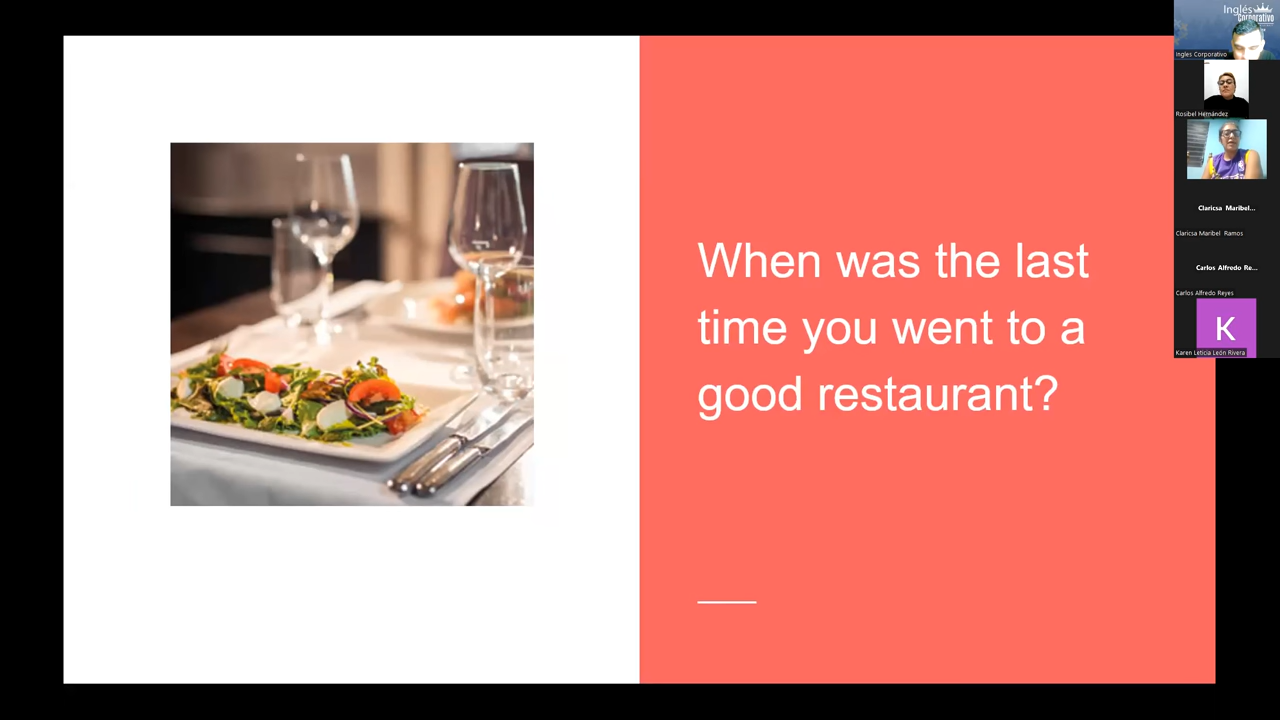 When was the last
time you went to a
good restaurant?
Inglés
Corporativo
Ingles Corporativo
Rosibel Hernández
Claricsa Maribel...
Claricsa Maribel Ramos
Carlos Alfredo Re...
Carlos Alfredo Reyes
K
Karen Leticia León Rivera